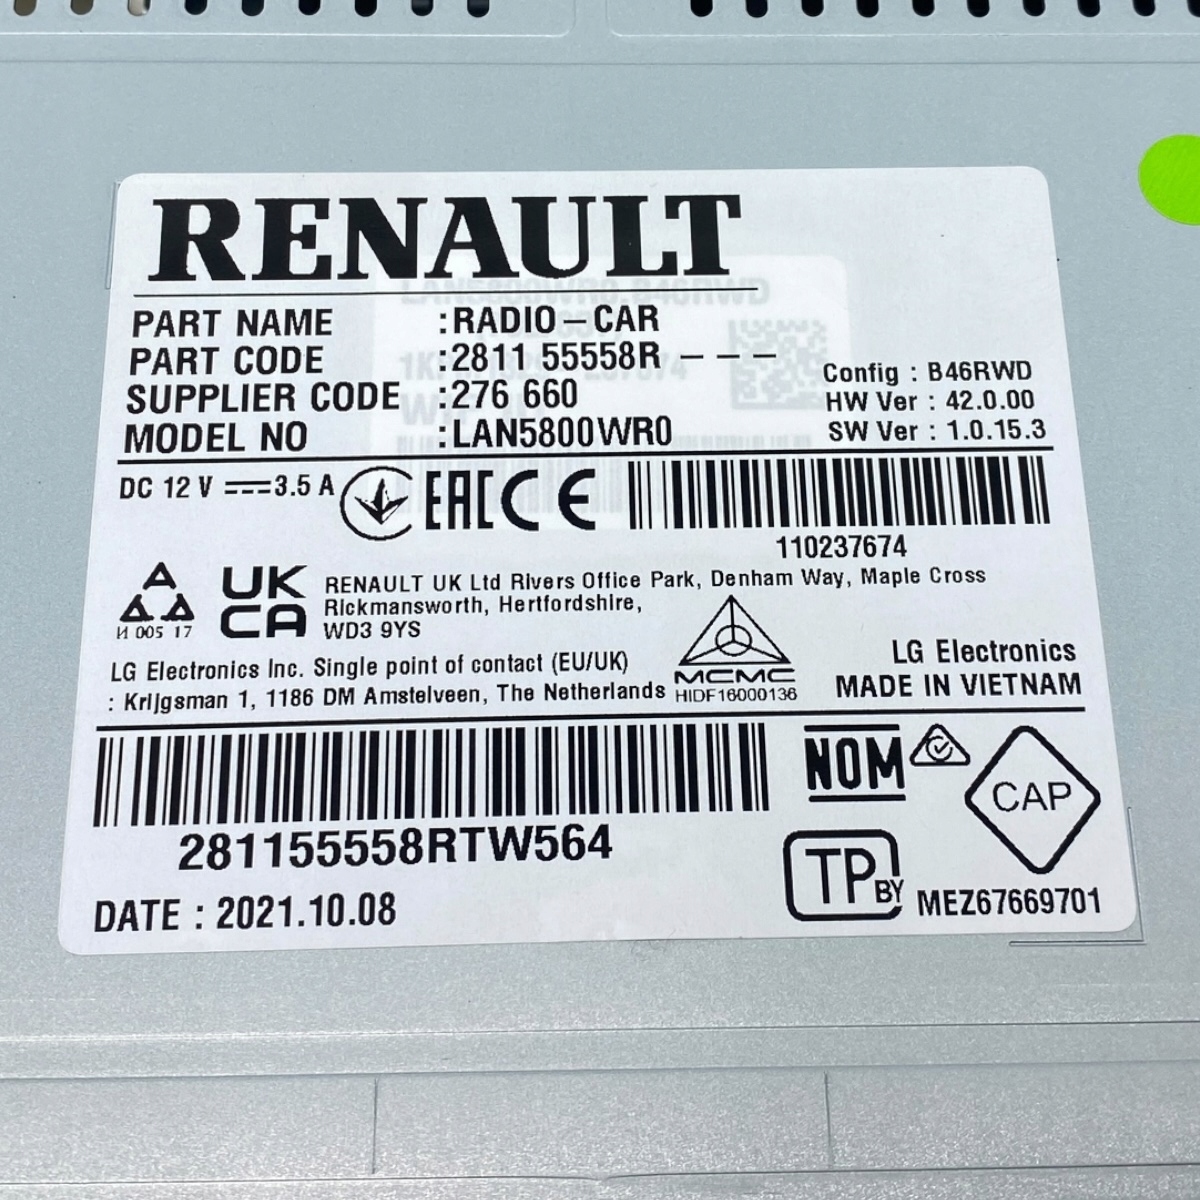 RENAULT
PART NAME :RADIO-CAR
PART CODE :2811 55558R ---
SUPPLIER CODE :276 660
MODEL NO :LAN5800WR0
Config : B46RWD
HW Ver : 42.0.00
SW Ver : 1.0.15.3
DC 12 V ⎓3.5 A EAC CE
110237674
И 005 17
UK
CA
RENAULT UK Ltd Rivers Office Park, Denham Way, Maple Cross
Rickmansworth, Hertfordshire,
WD3 9YS
LG Electronics Inc. Single point of contact (EU/UK)
: Krijgsman 1, 1186 DM Amstelveen, The Netherlands
MCMC
HIDF16000136
LG Electronics
MADE IN VIETNAM
281155558RTW564
DATE : 2021.10.08
NOM
CAP
TP BY
MEZ67669701